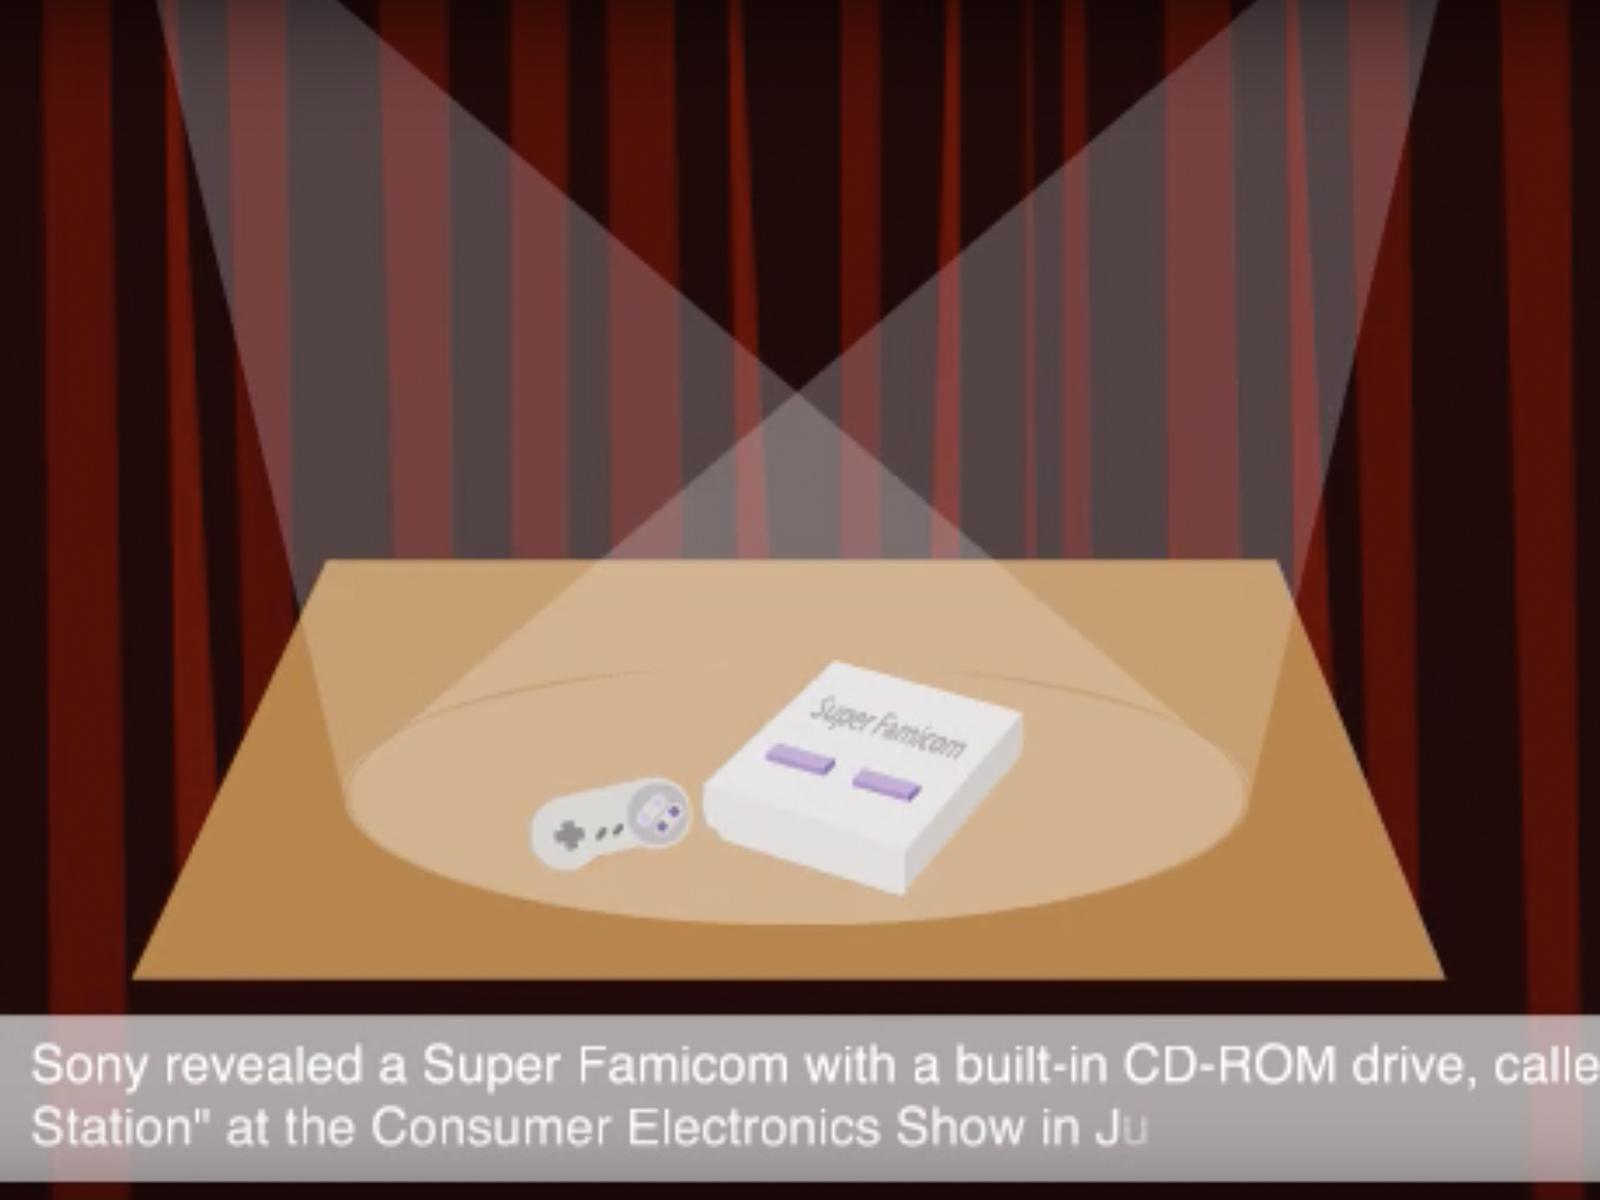 Super Famicom
Sony revealed a Super Famicom with a built-in CD-ROM drive, calle
Station" at the Consumer Electronics Show in Ju